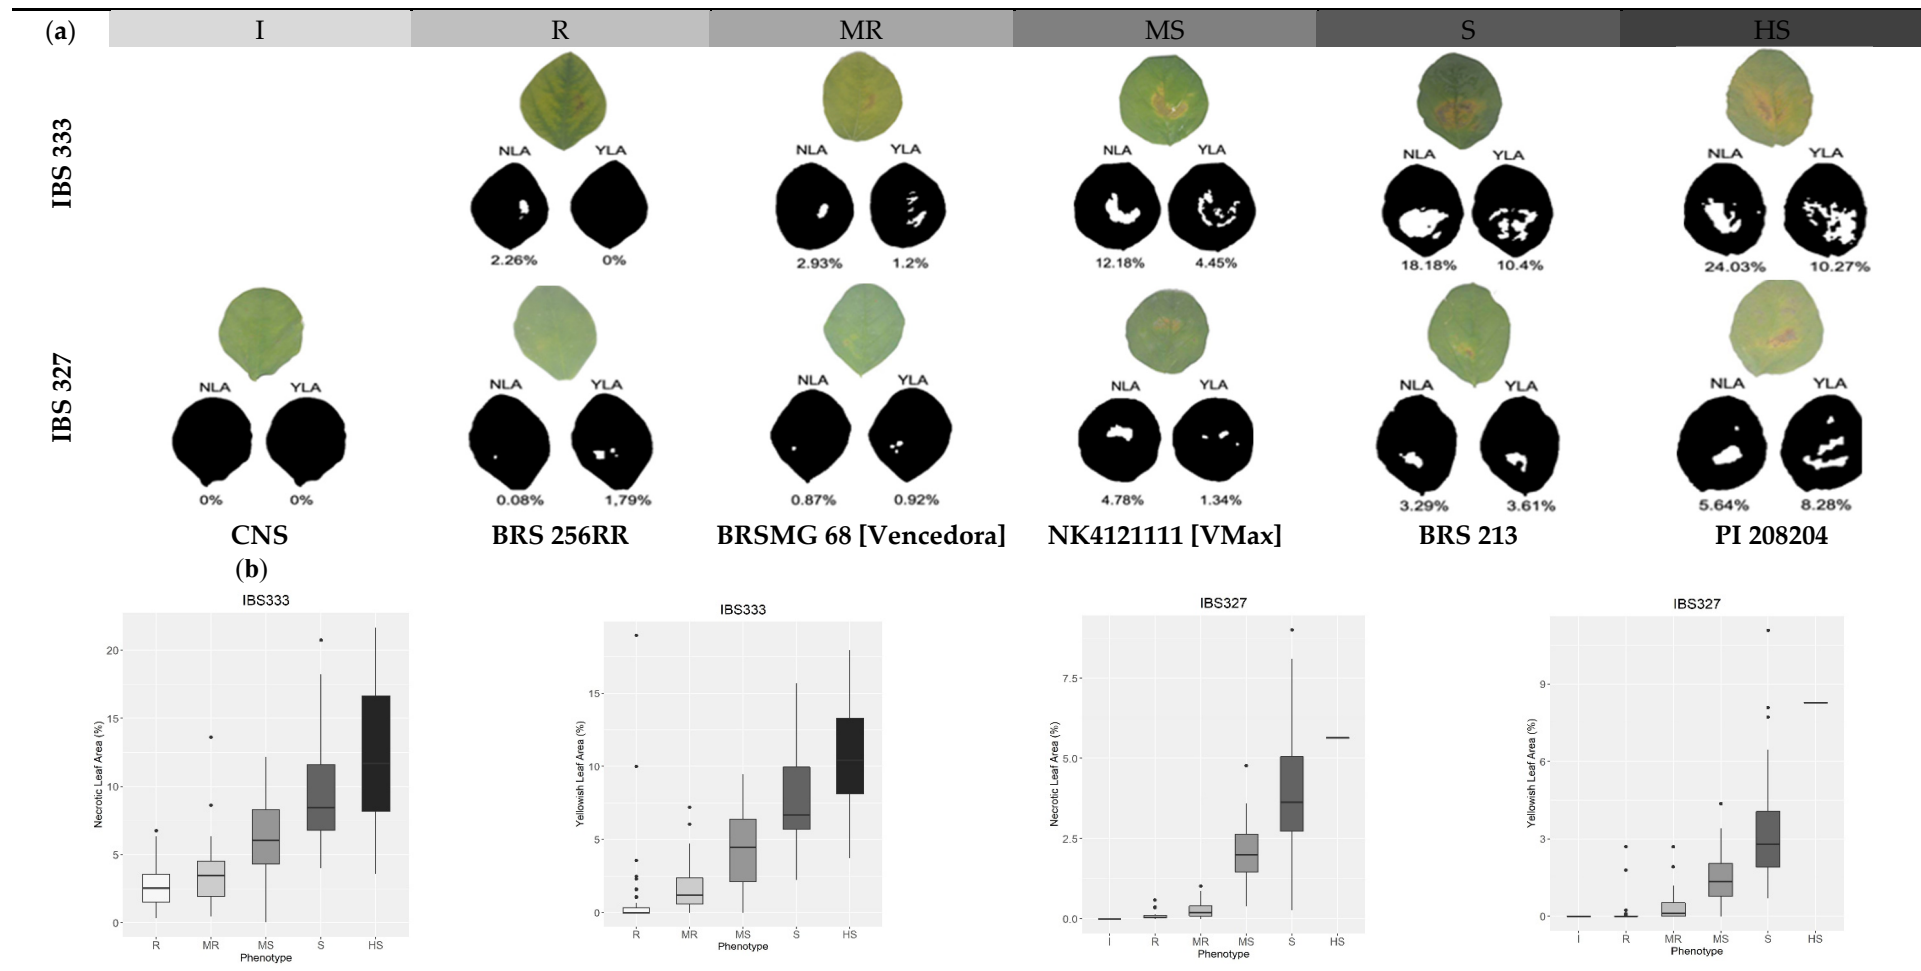 (a) I R MR MS S HS
IBS 333
NLA YLA NLA YLA NLA YLA NLA YLA NLA YLA
2.26% 0% 2.93% 1.2% 12.18% 4.45% 18.18% 10.4% 24.03% 10.27%
IBS 327
NLA YLA NLA YLA NLA YLA NLA YLA NLA YLA NLA YLA
0% 0% 0.08% 1,79% 0.87% 0.92% 4.78% 1.34% 3.29% 3.61% 5.64% 8.28%
CNS BRS 256RR BRSMG 68 [Vencedora] NK4121111 [VMax] BRS 213 PI 208204
(b)
IBS333
Necrotic Leaf Area (%)
20
15
10
5
0
R MR MS S HS
Phenotype
IBS333
Yellowish Leaf Area (%)
15
10
5
0
R MR MS S HS
Phenotype
IBS327
Necrotic Leaf Area (%)
7.5
5.0
2.5
0.0
I R MR MS S HS
Phenotype
IBS327
Yellowish Leaf Area (%)
9
6
3
0
I R MR MS S HS
Phenotype